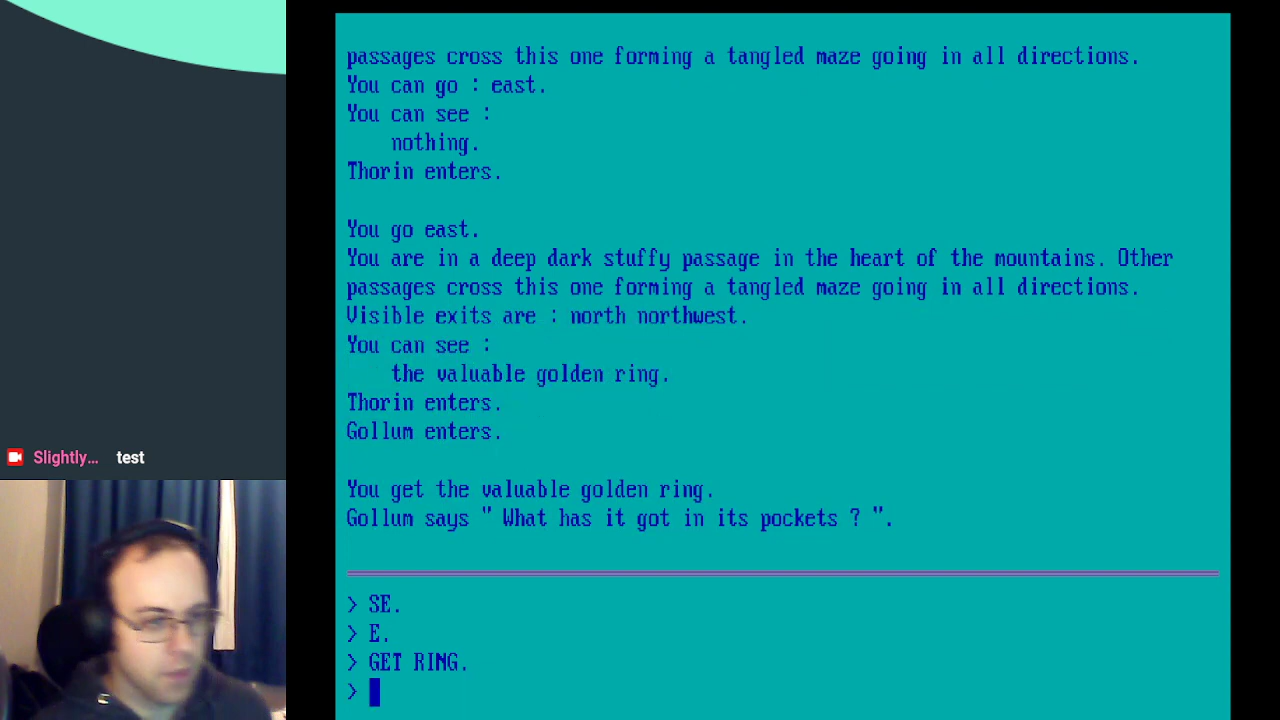 passages cross this one forming a tangled maze going in all directions.
You can go : east.
You can see :
nothing.
Thorin enters.
You go east.
You are in a deep dark stuffy passage in the heart of the mountains. Other
passages cross this one forming a tangled maze going in all directions.
Visible exits are : north northwest.
You can see :
the valuable golden ring.
Thorin enters.
Gollum enters.
You get the valuable golden ring.
Gollum says " What has it got in its pockets ? ".
> SE.
> E.
> GET RING.
>
Slightly... test